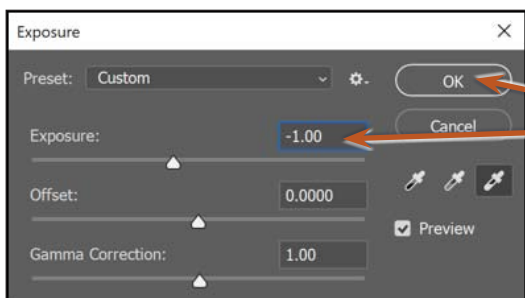 Exposure
Preset: Custom
OK
Exposure: -1.00
Cancel
Offset: 0.0000
Preview
Gamma Correction: 1.00